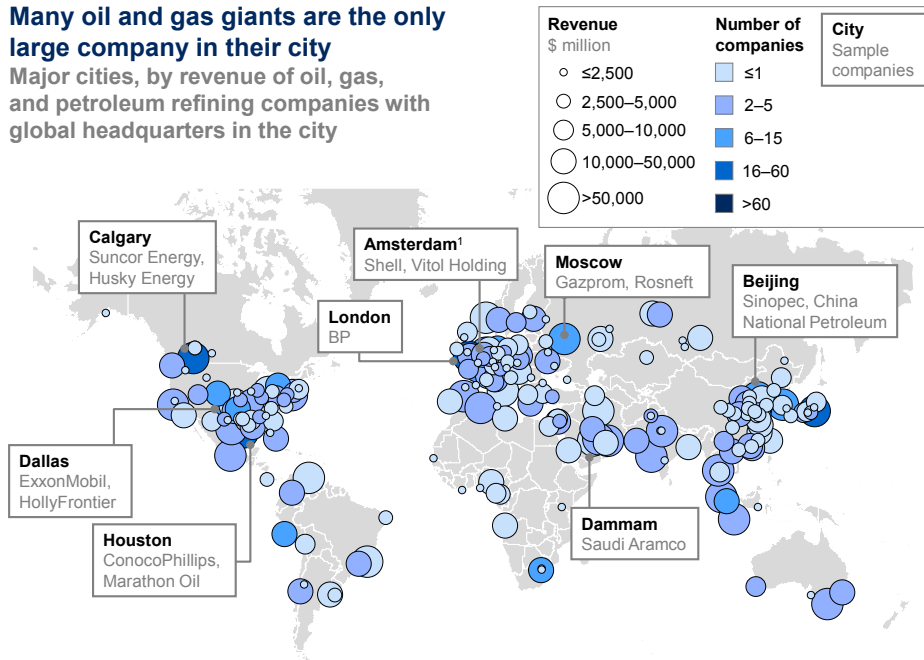 Many oil and gas giants are the only
large company in their city
Major cities, by revenue of oil, gas,
and petroleum refining companies with
global headquarters in the city
Revenue
$ million
≤2,500
2,500–5,000
5,000–10,000
10,000–50,000
>50,000
Number of
companies
≤1
2–5
6–15
16–60
>60
City
Sample
companies
Calgary
Suncor Energy,
Husky Energy
Amsterdam¹
Shell, Vitol Holding
Moscow
Gazprom, Rosneft
Beijing
Sinopec, China
National Petroleum
London
BP
Dallas
ExxonMobil,
HollyFrontier
Houston
ConocoPhillips,
Marathon Oil
Dammam
Saudi Aramco